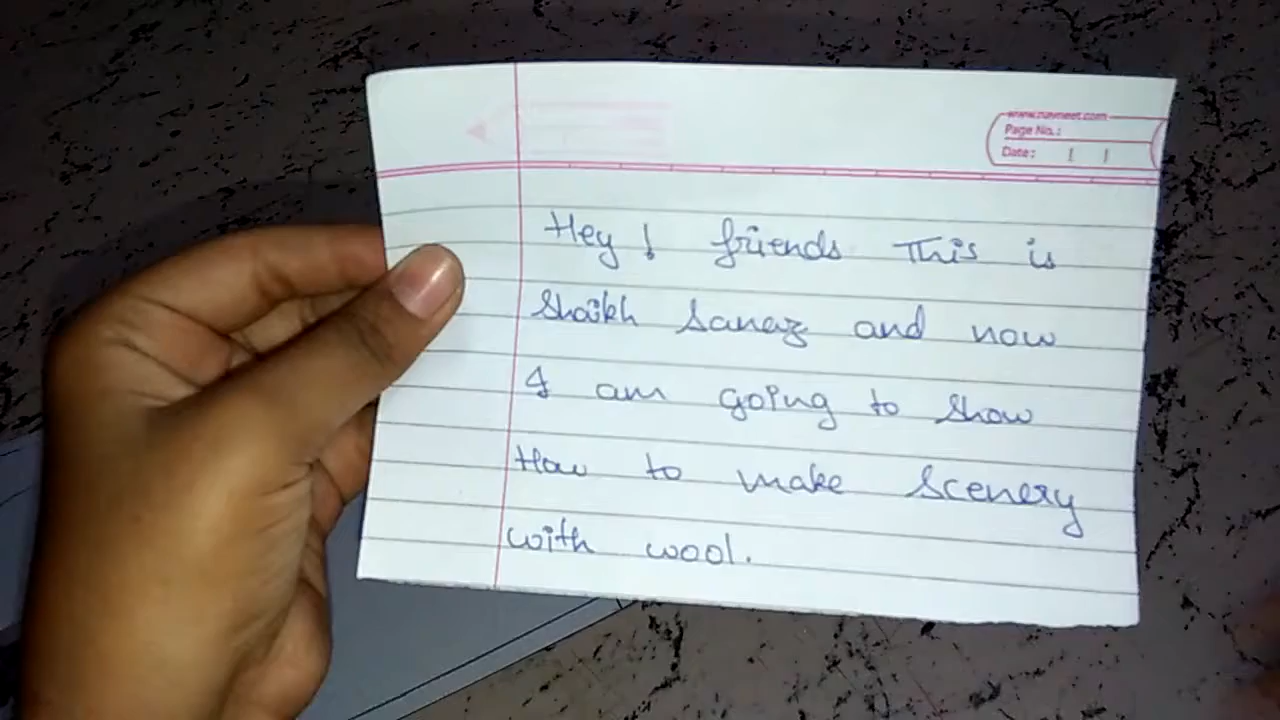 www.navneet.com
Page No.:
Date: / /
Hey! friends This is
Shaikh Sanaz and now
I am going to show
How to make Scenery
with wool.